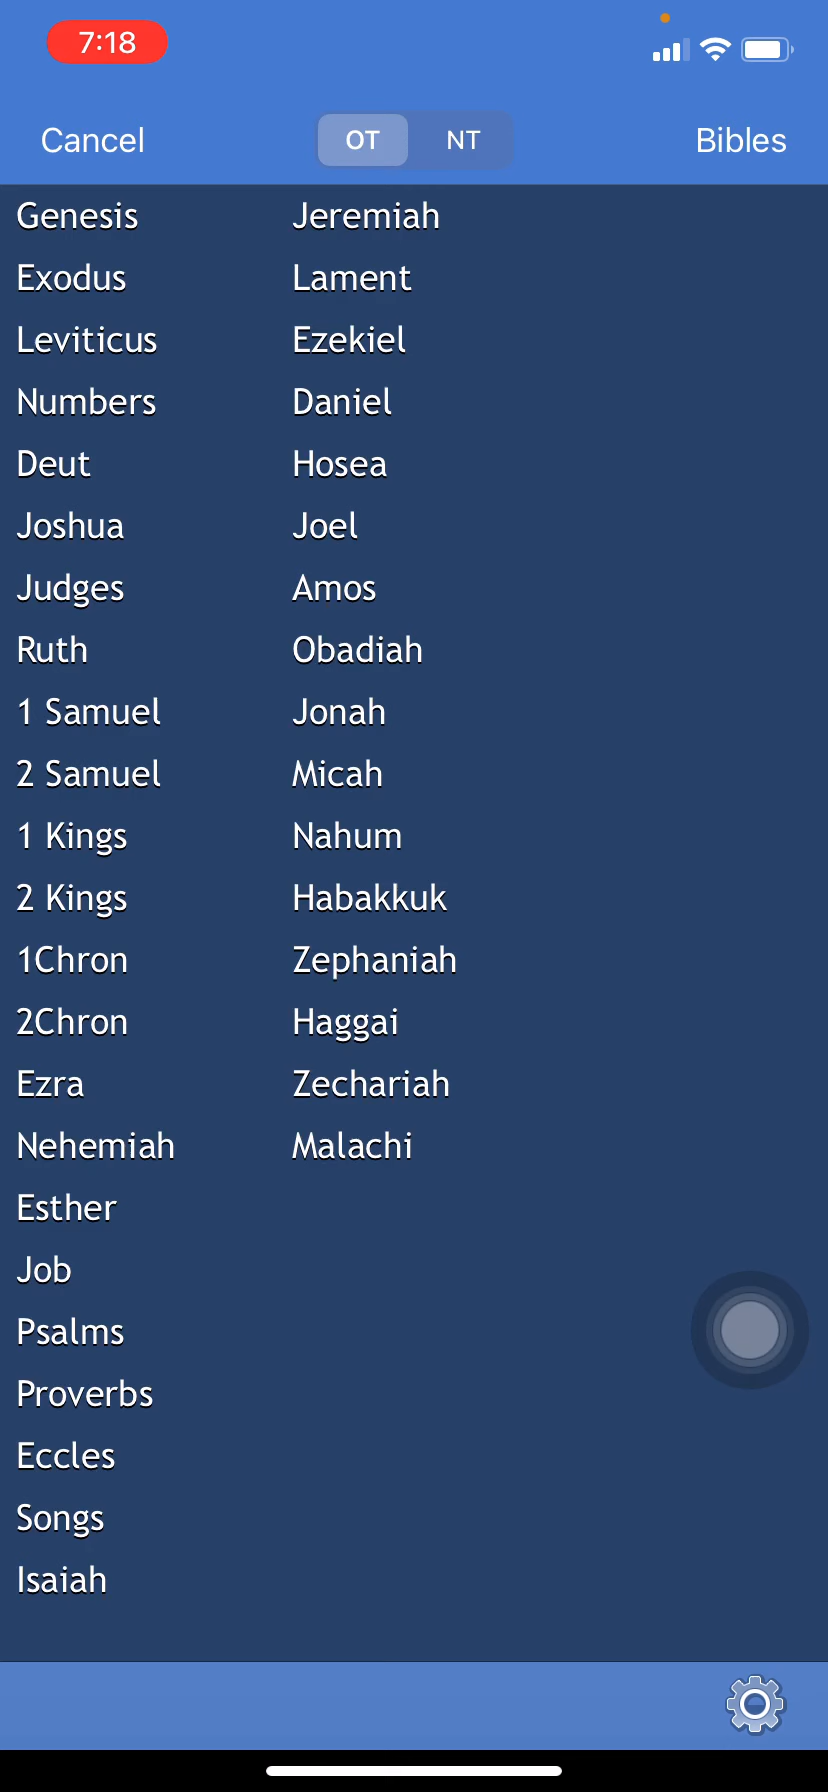 7:18
Cancel OT NT Bibles
Genesis
Exodus
Leviticus
Numbers
Deut
Joshua
Judges
Ruth
1 Samuel
2 Samuel
1 Kings
2 Kings
1Chron
2Chron
Ezra
Nehemiah
Esther
Job
Psalms
Proverbs
Eccles
Songs
Isaiah
Jeremiah
Lament
Ezekiel
Daniel
Hosea
Joel
Amos
Obadiah
Jonah
Micah
Nahum
Habakkuk
Zephaniah
Haggai
Zechariah
Malachi